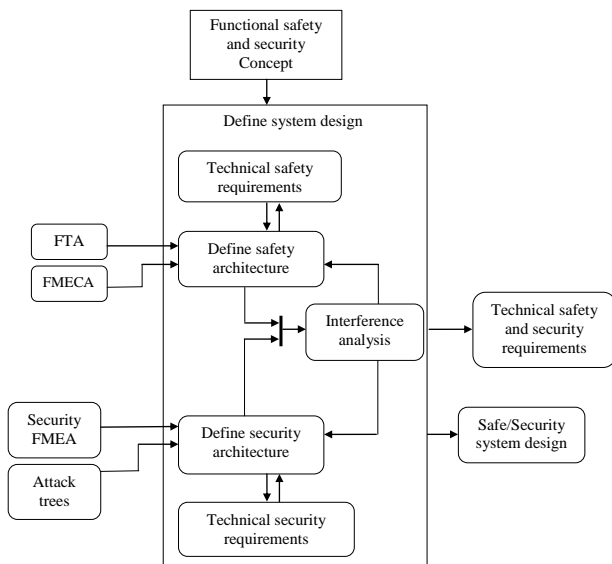 Functional safety
and security
Concept
Define system design
Technical safety
requirements
FTA
Define safety
architecture
FMECA
Interference
analysis
Technical safety
and security
requirements
Security
FMEA
Define security
architecture
Safe/Security
system design
Attack
trees
Technical security
requirements